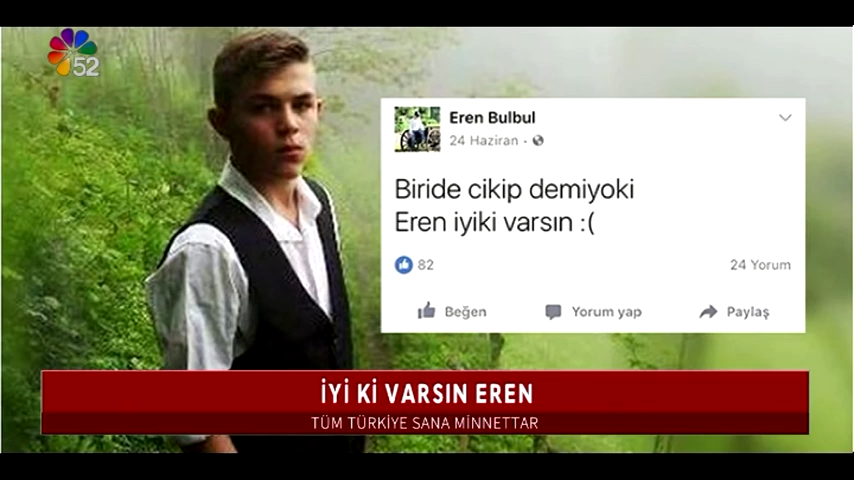 52
Eren Bulbul
24 Haziran ·
Biride cikip demiyoki
Eren iyiki varsın :(
82
24 Yorum
Beğen
Yorum yap
Paylaş
İYİ Kİ VARSIN EREN
TÜM TÜRKİYE SANA MİNNETTAR